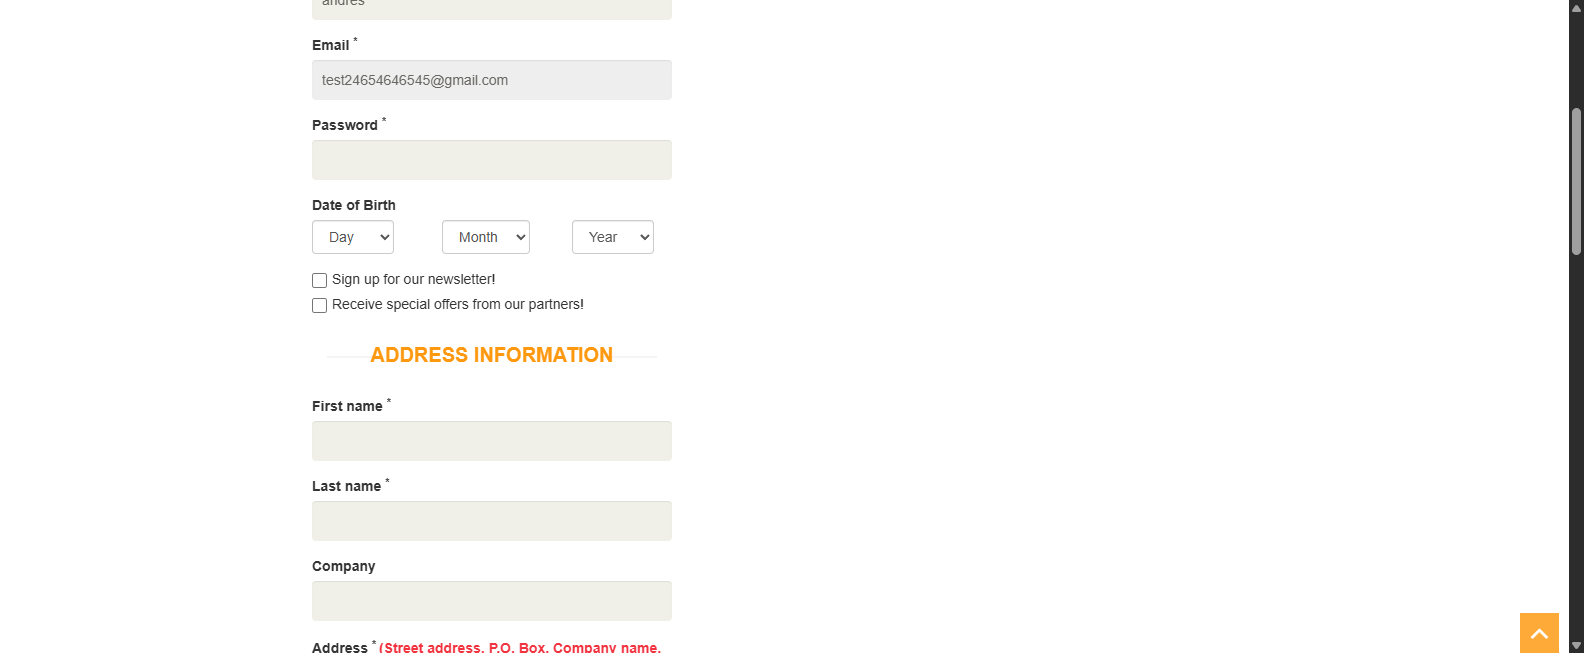 andres
Email *
test24654646545@gmail.com
Password *
Date of Birth
Day Month Year
Sign up for our newsletter!
Receive special offers from our partners!
ADDRESS INFORMATION
First name *
Last name *
Company
Address * (Street address, P.O. Box, Company name,